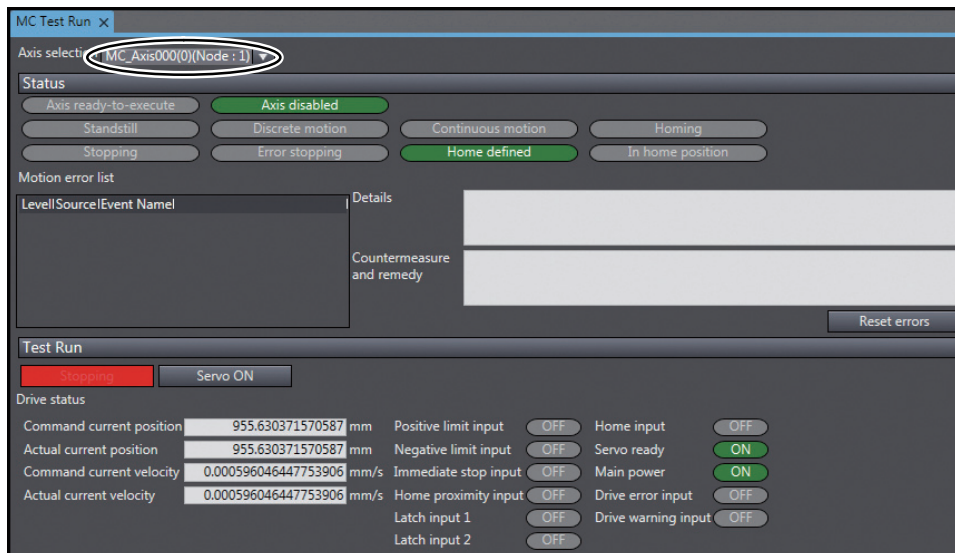 MC Test Run ×
Axis selectio MC_Axis000(0)(Node : 1) ▼
Status
Axis ready-to-execute Axis disabled
Standstill Discrete motion Continuous motion Homing
Stopping Error stopping Home defined In home position
Motion error list
Level|Source|Event Name| | Details
Countermeasure
and remedy
Reset errors
Test Run
Stopping Servo ON
Drive status
Command current position 955.630371570587 mm Positive limit input OFF Home input OFF
Actual current position 955.630371570587 mm Negative limit input OFF Servo ready ON
Command current velocity 0.000596046447753906 mm/s Immediate stop input OFF Main power ON
Actual current velocity 0.000596046447753906 mm/s Home proximity input OFF Drive error input OFF
Latch input 1 OFF Drive warning input OFF
Latch input 2 OFF